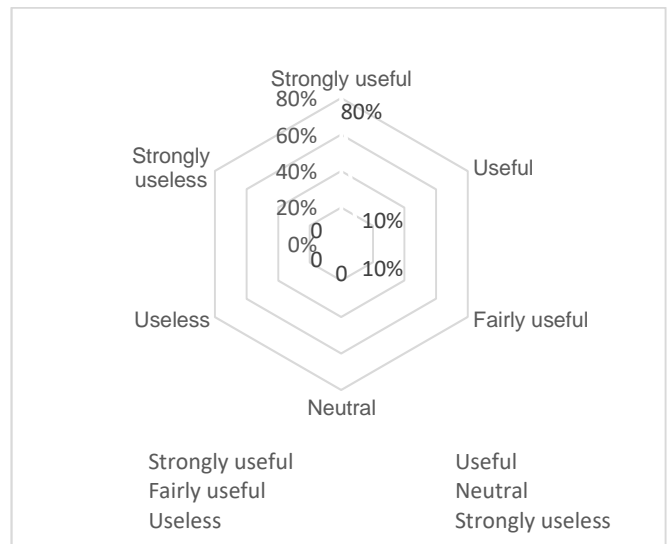 Strongly useful
80%
80%
60%
Strongly
useless
Useful
40%
20%
0
10%
0%
0
0
10%
Useless
Fairly useful
Neutral
Strongly useful Useful
Fairly useful Neutral
Useless Strongly useless